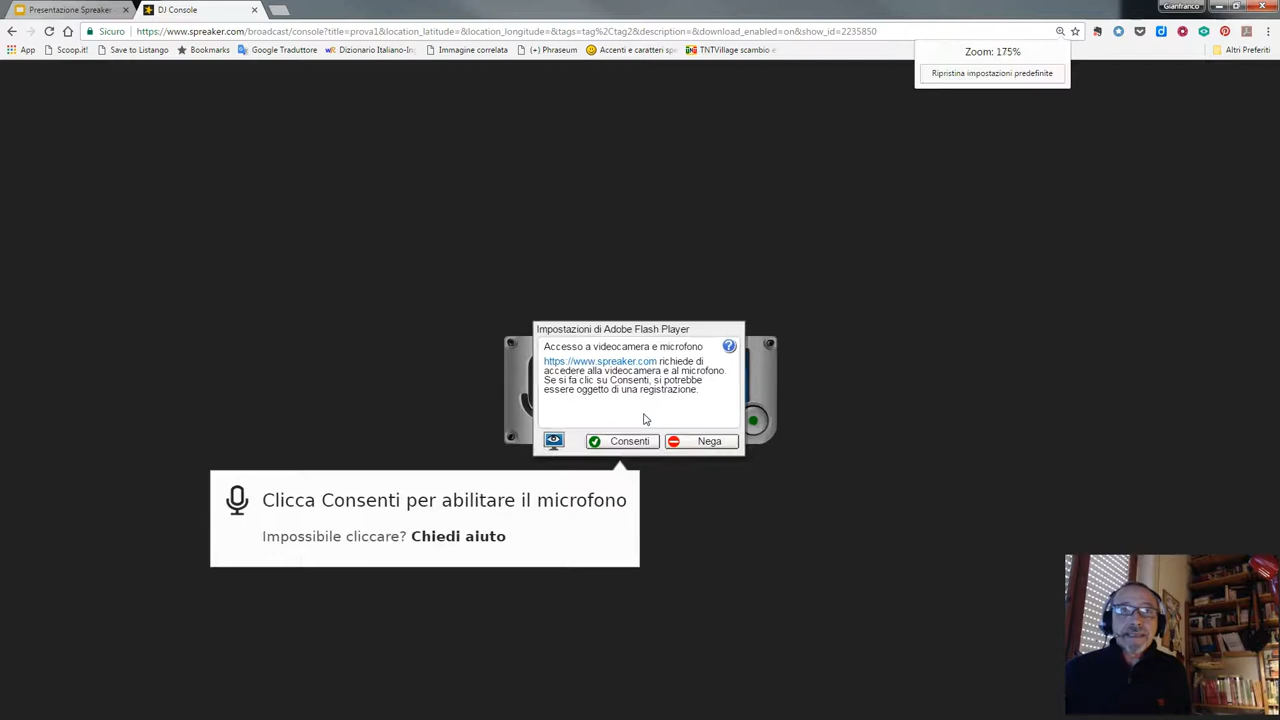 Presentazione Spreaker
DJ Console
Gianfranco
Sicuro
https://www.spreaker.com/broadcast/console?title=prova1&location_latitude=&location_longitude=&tags=tag%2Ctag2&description=&download_enabled=on&show_id=2235850
App
Scoop.it!
Save to Listango
Bookmarks
Google Traduttore
Dizionario Italiano-Ing
Immagine correlata
(+) Phraseum
Accenti e caratteri spe
TNTVillage scambio e
Altri Preferiti
Zoom: 175%
Ripristina impostazioni predefinite
Impostazioni di Adobe Flash Player
Accesso a videocamera e microfono
https://www.spreaker.com richiede di
accedere alla videocamera e al microfono.
Se si fa clic su Consenti, si potrebbe
essere oggetto di una registrazione.
Consenti
Nega
Clicca Consenti per abilitare il microfono
Impossibile cliccare? Chiedi aiuto